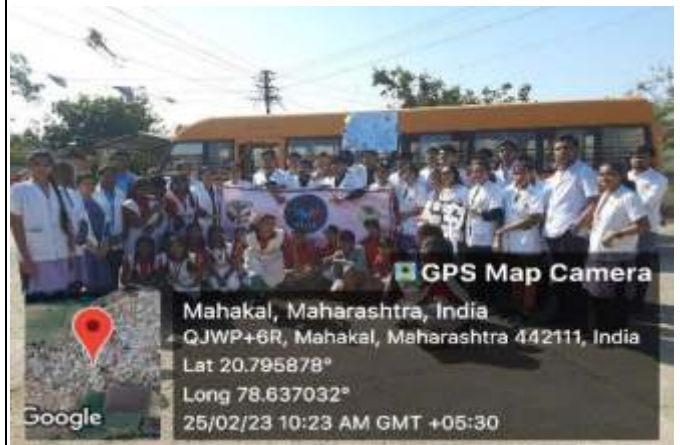 GPS Map Camera
Mahakal, Maharashtra, India
QJWP+6R, Mahakal, Maharashtra 442111, India
Lat 20.795878°
Long 78.637032°
25/02/23 10:23 AM GMT +05:30
Google